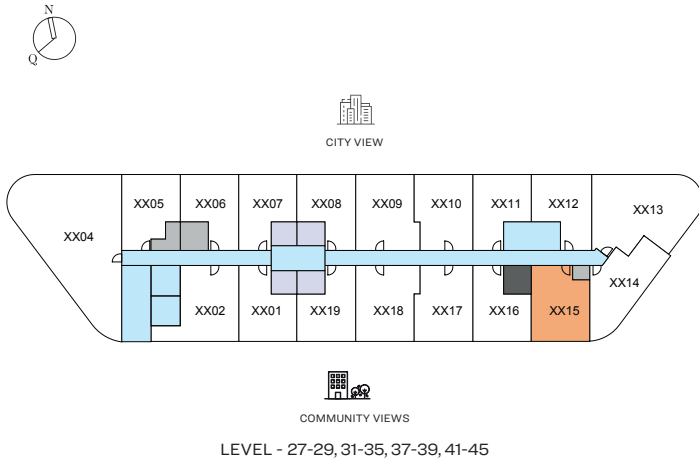 N
Q
CITY VIEW
XX05 XX06 XX07 XX08 XX09 XX10 XX11 XX12
XX04 XX13
XX14
XX02 XX01 XX19 XX18 XX17 XX16 XX15
COMMUNITY VIEWS
LEVEL - 27-29, 31-35, 37-39, 41-45